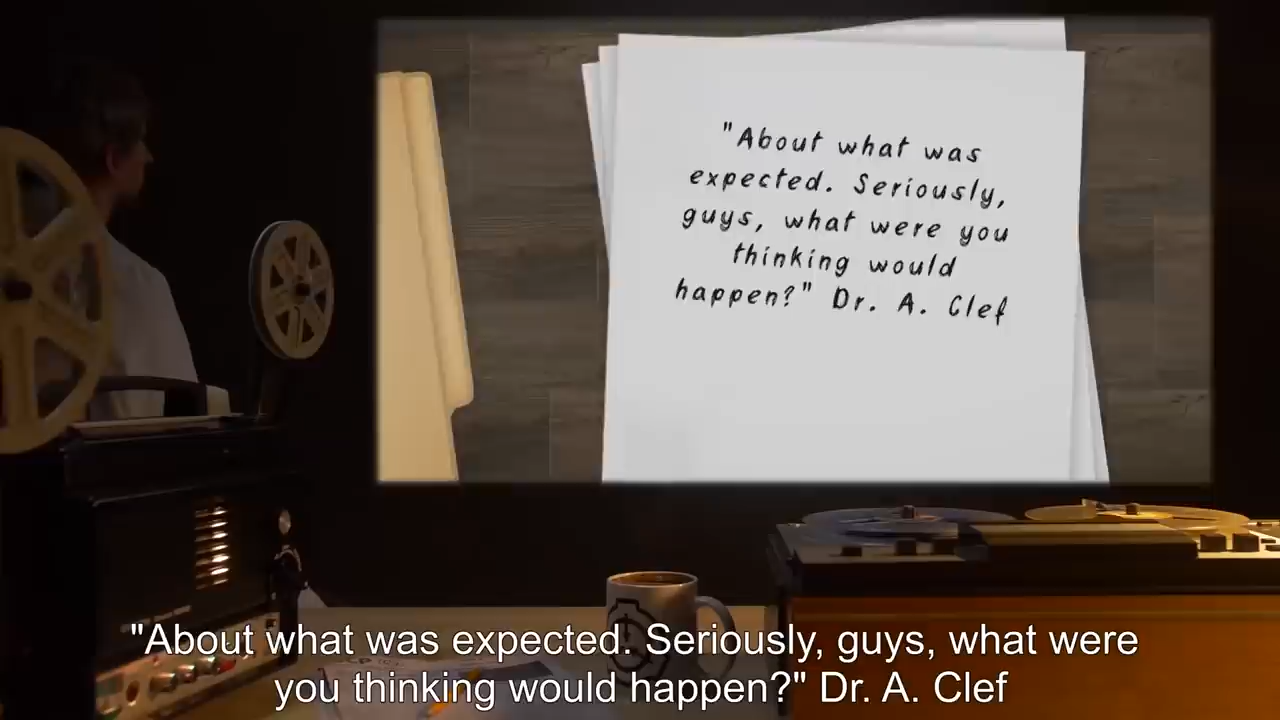 "About what was
expected. Seriously,
guys, what were you
thinking would
happen?" Dr. A. Clef
"About what was expected. Seriously, guys, what were
you thinking would happen?" Dr. A. Clef